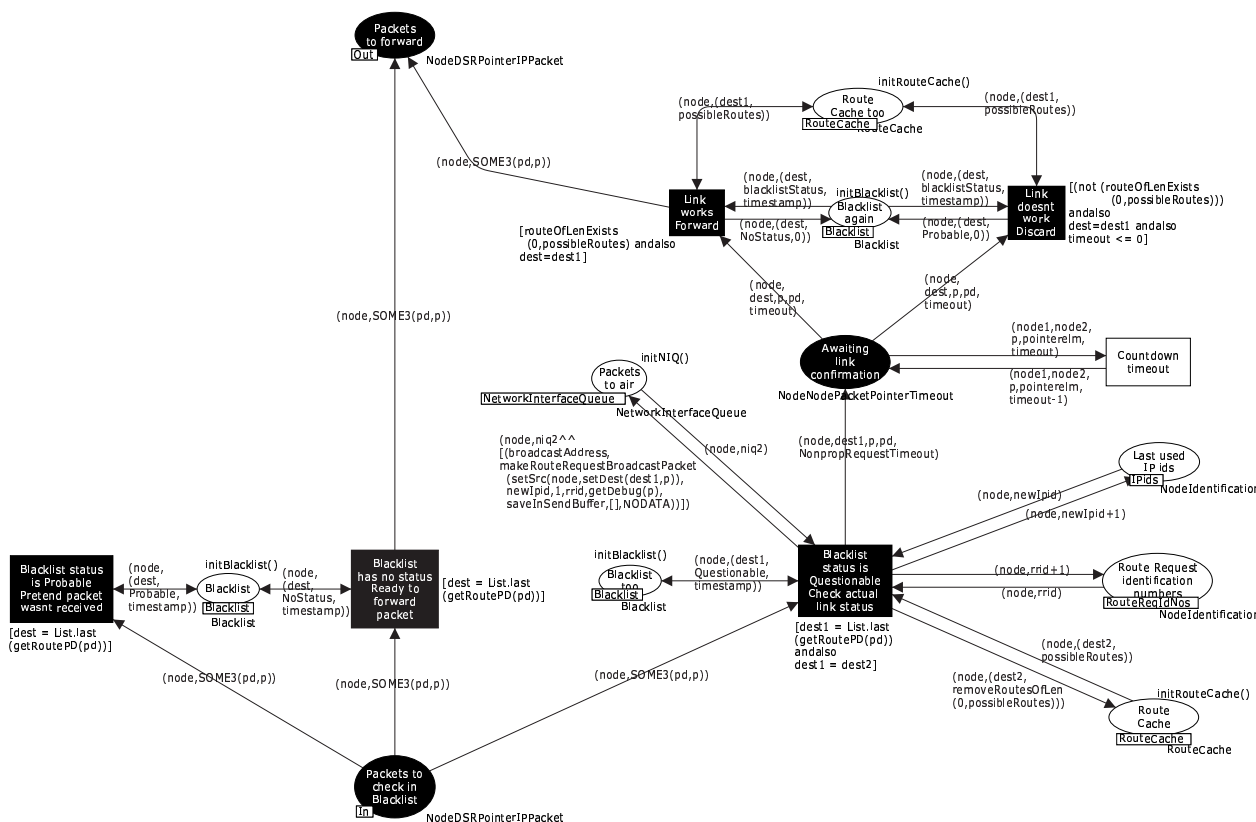 Packets
to forward
Out
NodeDSRPointerIPPacket
initRouteCache()
(node,(dest1,
possibleRoutes))
Route
Cache too
RouteCache
RouteCache
(node,(dest1,
possibleRoutes))
(node,SOME3(pd,p))
Link
works
Forward
(node,(dest,
blacklistStatus,
timestamp))
(node,(dest,
NoStatus,0))
initBlacklist()
Blacklist
again
Blacklist
Blacklist
(node,(dest,
blacklistStatus,
timestamp))
(node,(dest,
Probable,0))
Link
doesnt
work
Discard
[(not (routeOfLenExists
(0,possibleRoutes)))
andalso
dest=dest1 andalso
timeout <= 0]
[routeOfLenExists
(0,possibleRoutes) andalso
dest=dest1]
(node,
dest,p,pd,
timeout)
(node,
dest,p,pd,
timeout)
(node,SOME3(pd,p))
Awaiting
link
confirmation
NodeNodePacketPointerTimeout
(node1,node2,
p,pointerelm,
timeout)
(node1,node2,
p,pointerelm,
timeout-1)
Countdown
timeout
initNIQ()
Packets
to air
NetworkInterfaceQueue
NetworkInterfaceQueue
(node,niq2^^
[(broadcastAddress,
makeRouteRequestBroadcastPacket
(setSrc(node,setDest(dest1,p)),
newIpid,1,rrid,getDebug(p),
saveInSendBuffer,[],NODATA))])
(node,niq2)
(node,dest1,p,pd,
NonpropRequestTimeout)
Last used
IP ids
IPids
NodeIdentification
(node,newIpid)
(node,newIpid+1)
Blacklist status
is Probable
Pretend packet
wasnt received
[dest = List.last
(getRoutePD(pd))]
(node,
(dest,
Probable,
timestamp))
initBlacklist()
Blacklist
Blacklist
Blacklist
(node,
(dest,
NoStatus,
timestamp))
Blacklist
has no status
Ready to
forward
packet
[dest = List.last
(getRoutePD(pd))]
initBlacklist()
Blacklist
too
Blacklist
Blacklist
(node,(dest1,
Questionable,
timestamp))
Blacklist
status is
Questionable
Check actual
link status
[dest1 = List.last
(getRoutePD(pd))
andalso
dest1 = dest2]
(node,rrid+1)
(node,rrid)
Route Request
identification
numbers
RouteReqIdNos
NodeIdentification
(node,(dest2,
possibleRoutes))
(node,(dest2,
removeRoutesOfLen
(0,possibleRoutes)))
initRouteCache()
Route
Cache
RouteCache
RouteCache
(node,SOME3(pd,p))
(node,SOME3(pd,p))
(node,SOME3(pd,p))
Packets to
check in
Blacklist
In
NodeDSRPointerIPPacket